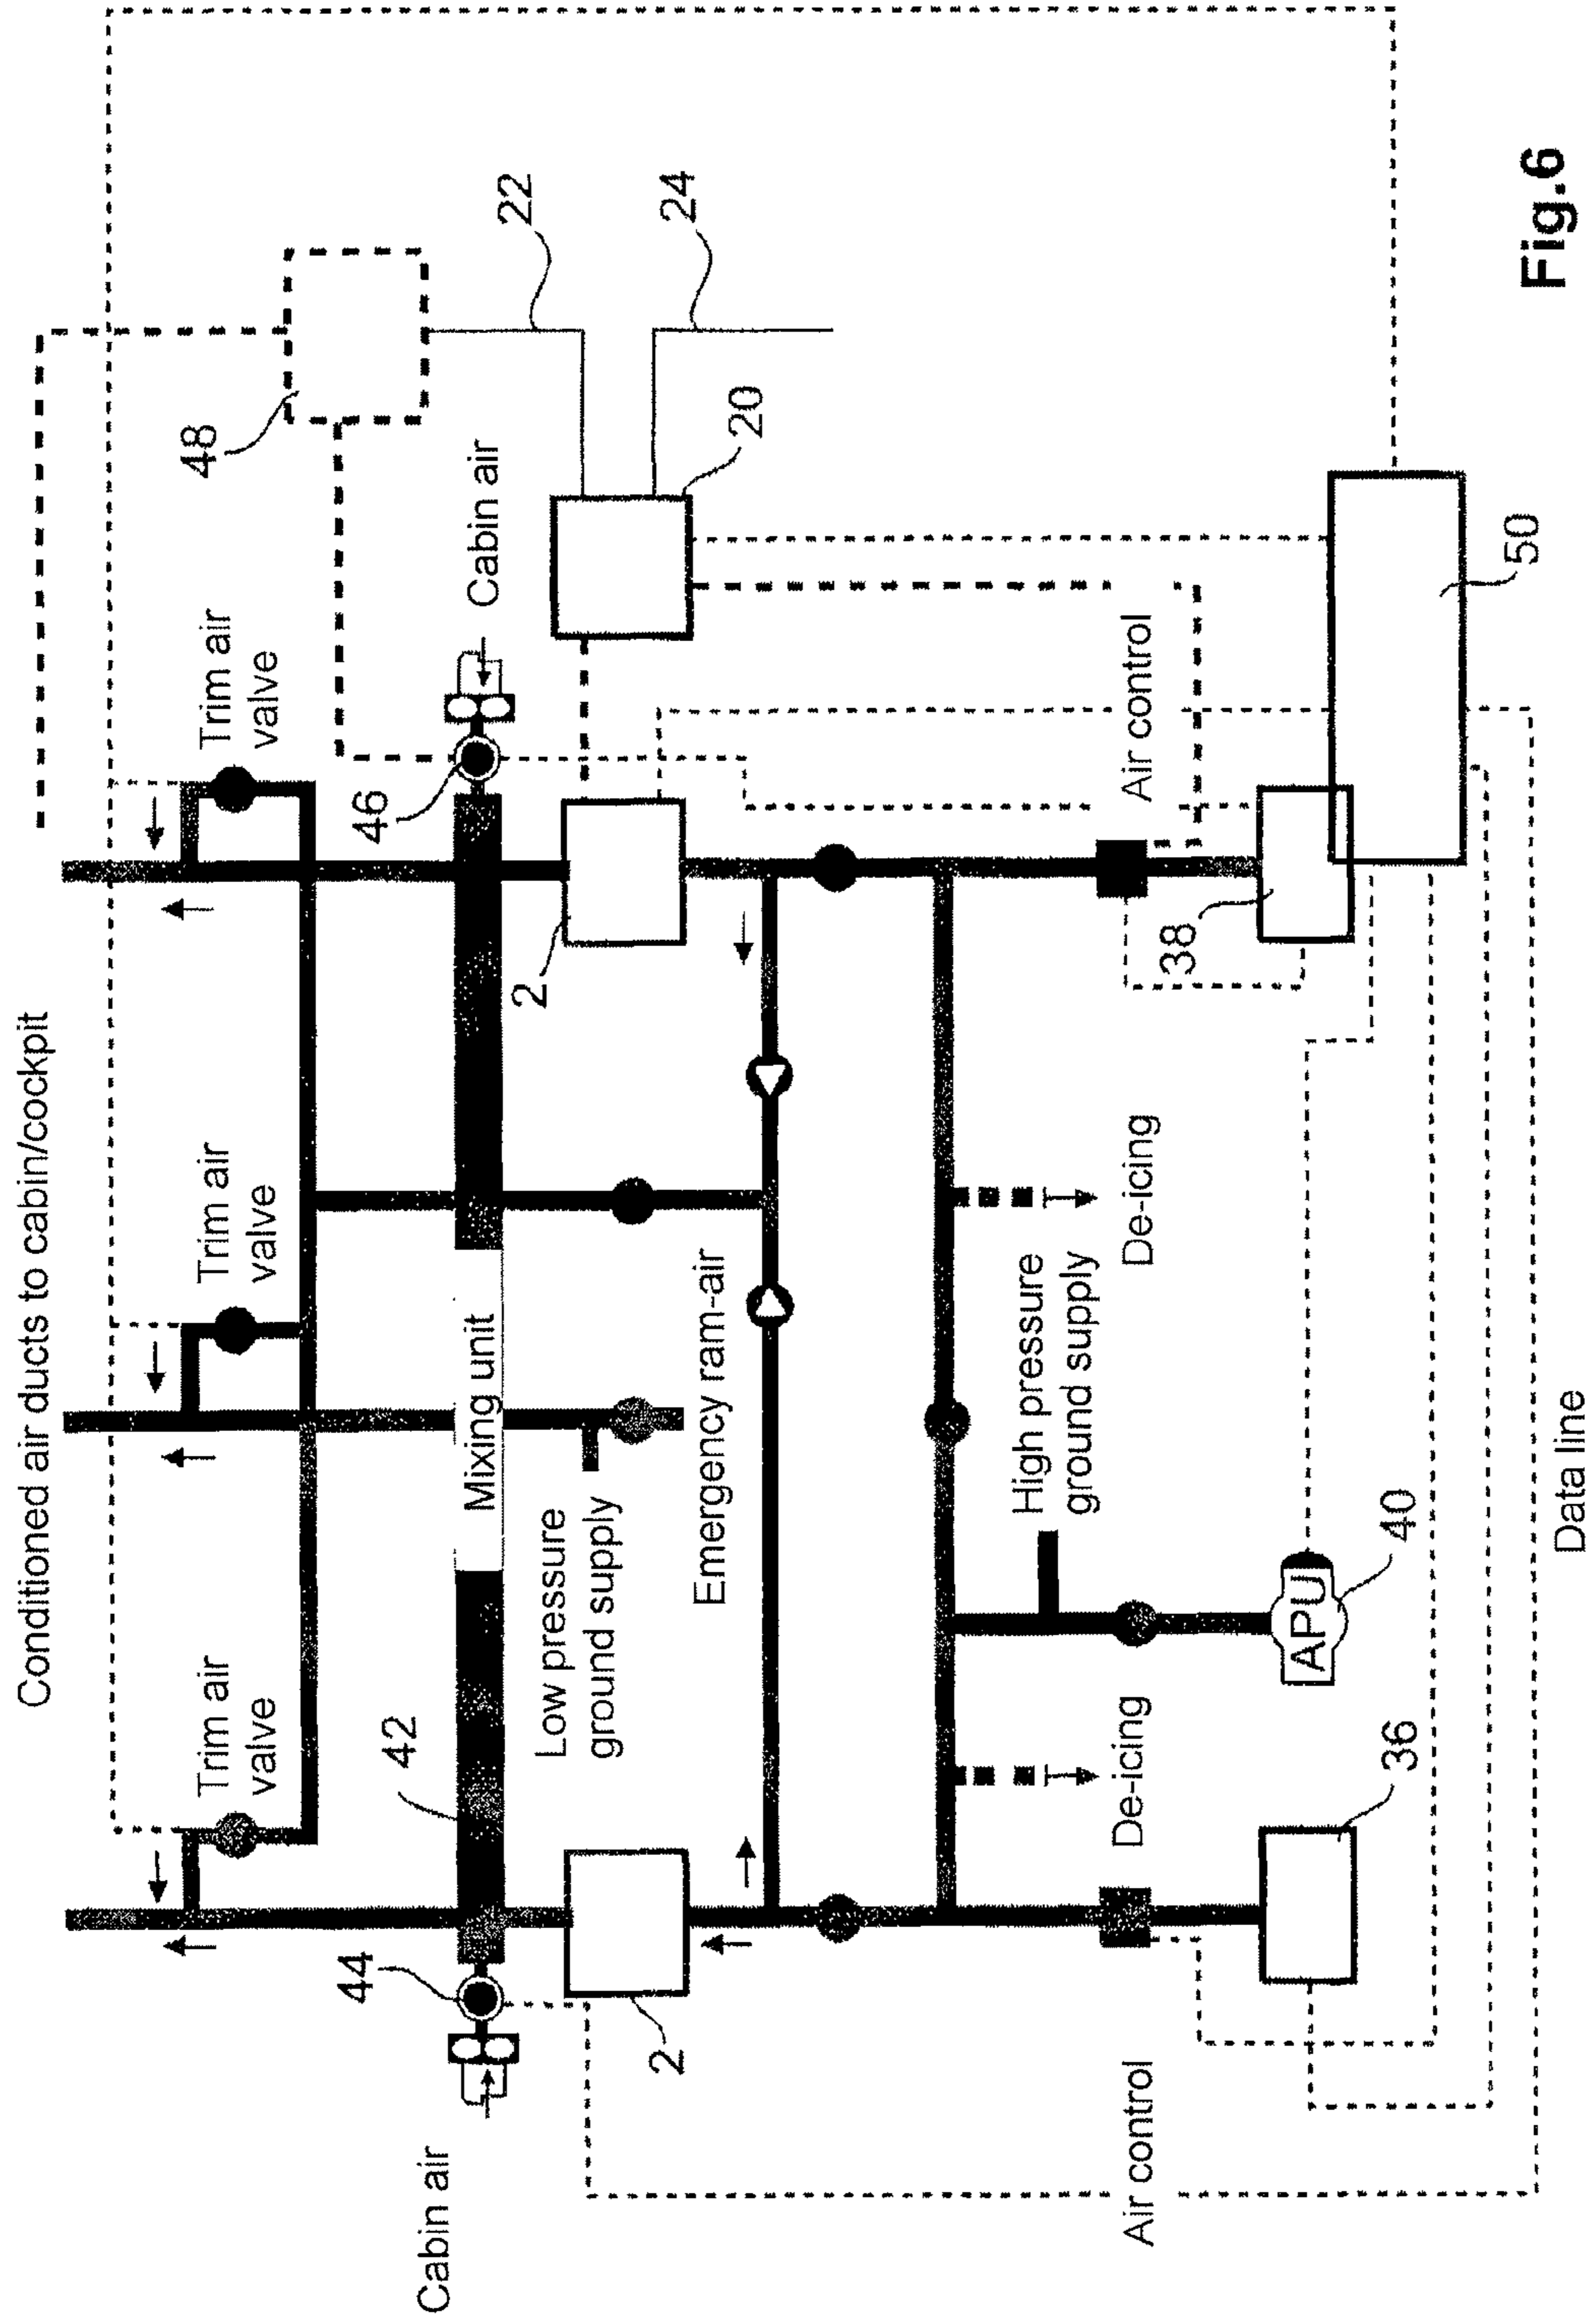 Conditioned air ducts to cabin/cockpit
Trim air
valve
Trim air
valve
Trim air
valve
48
22
24
20
Cabin air
46
44
Cabin air
42
Mixing unit
2
2
Low pressure
ground supply
Emergency ram-air
High pressure
ground supply
De-icing
De-icing
Air control
Air control
38
50
APU
40
36
Data line
Fig.6